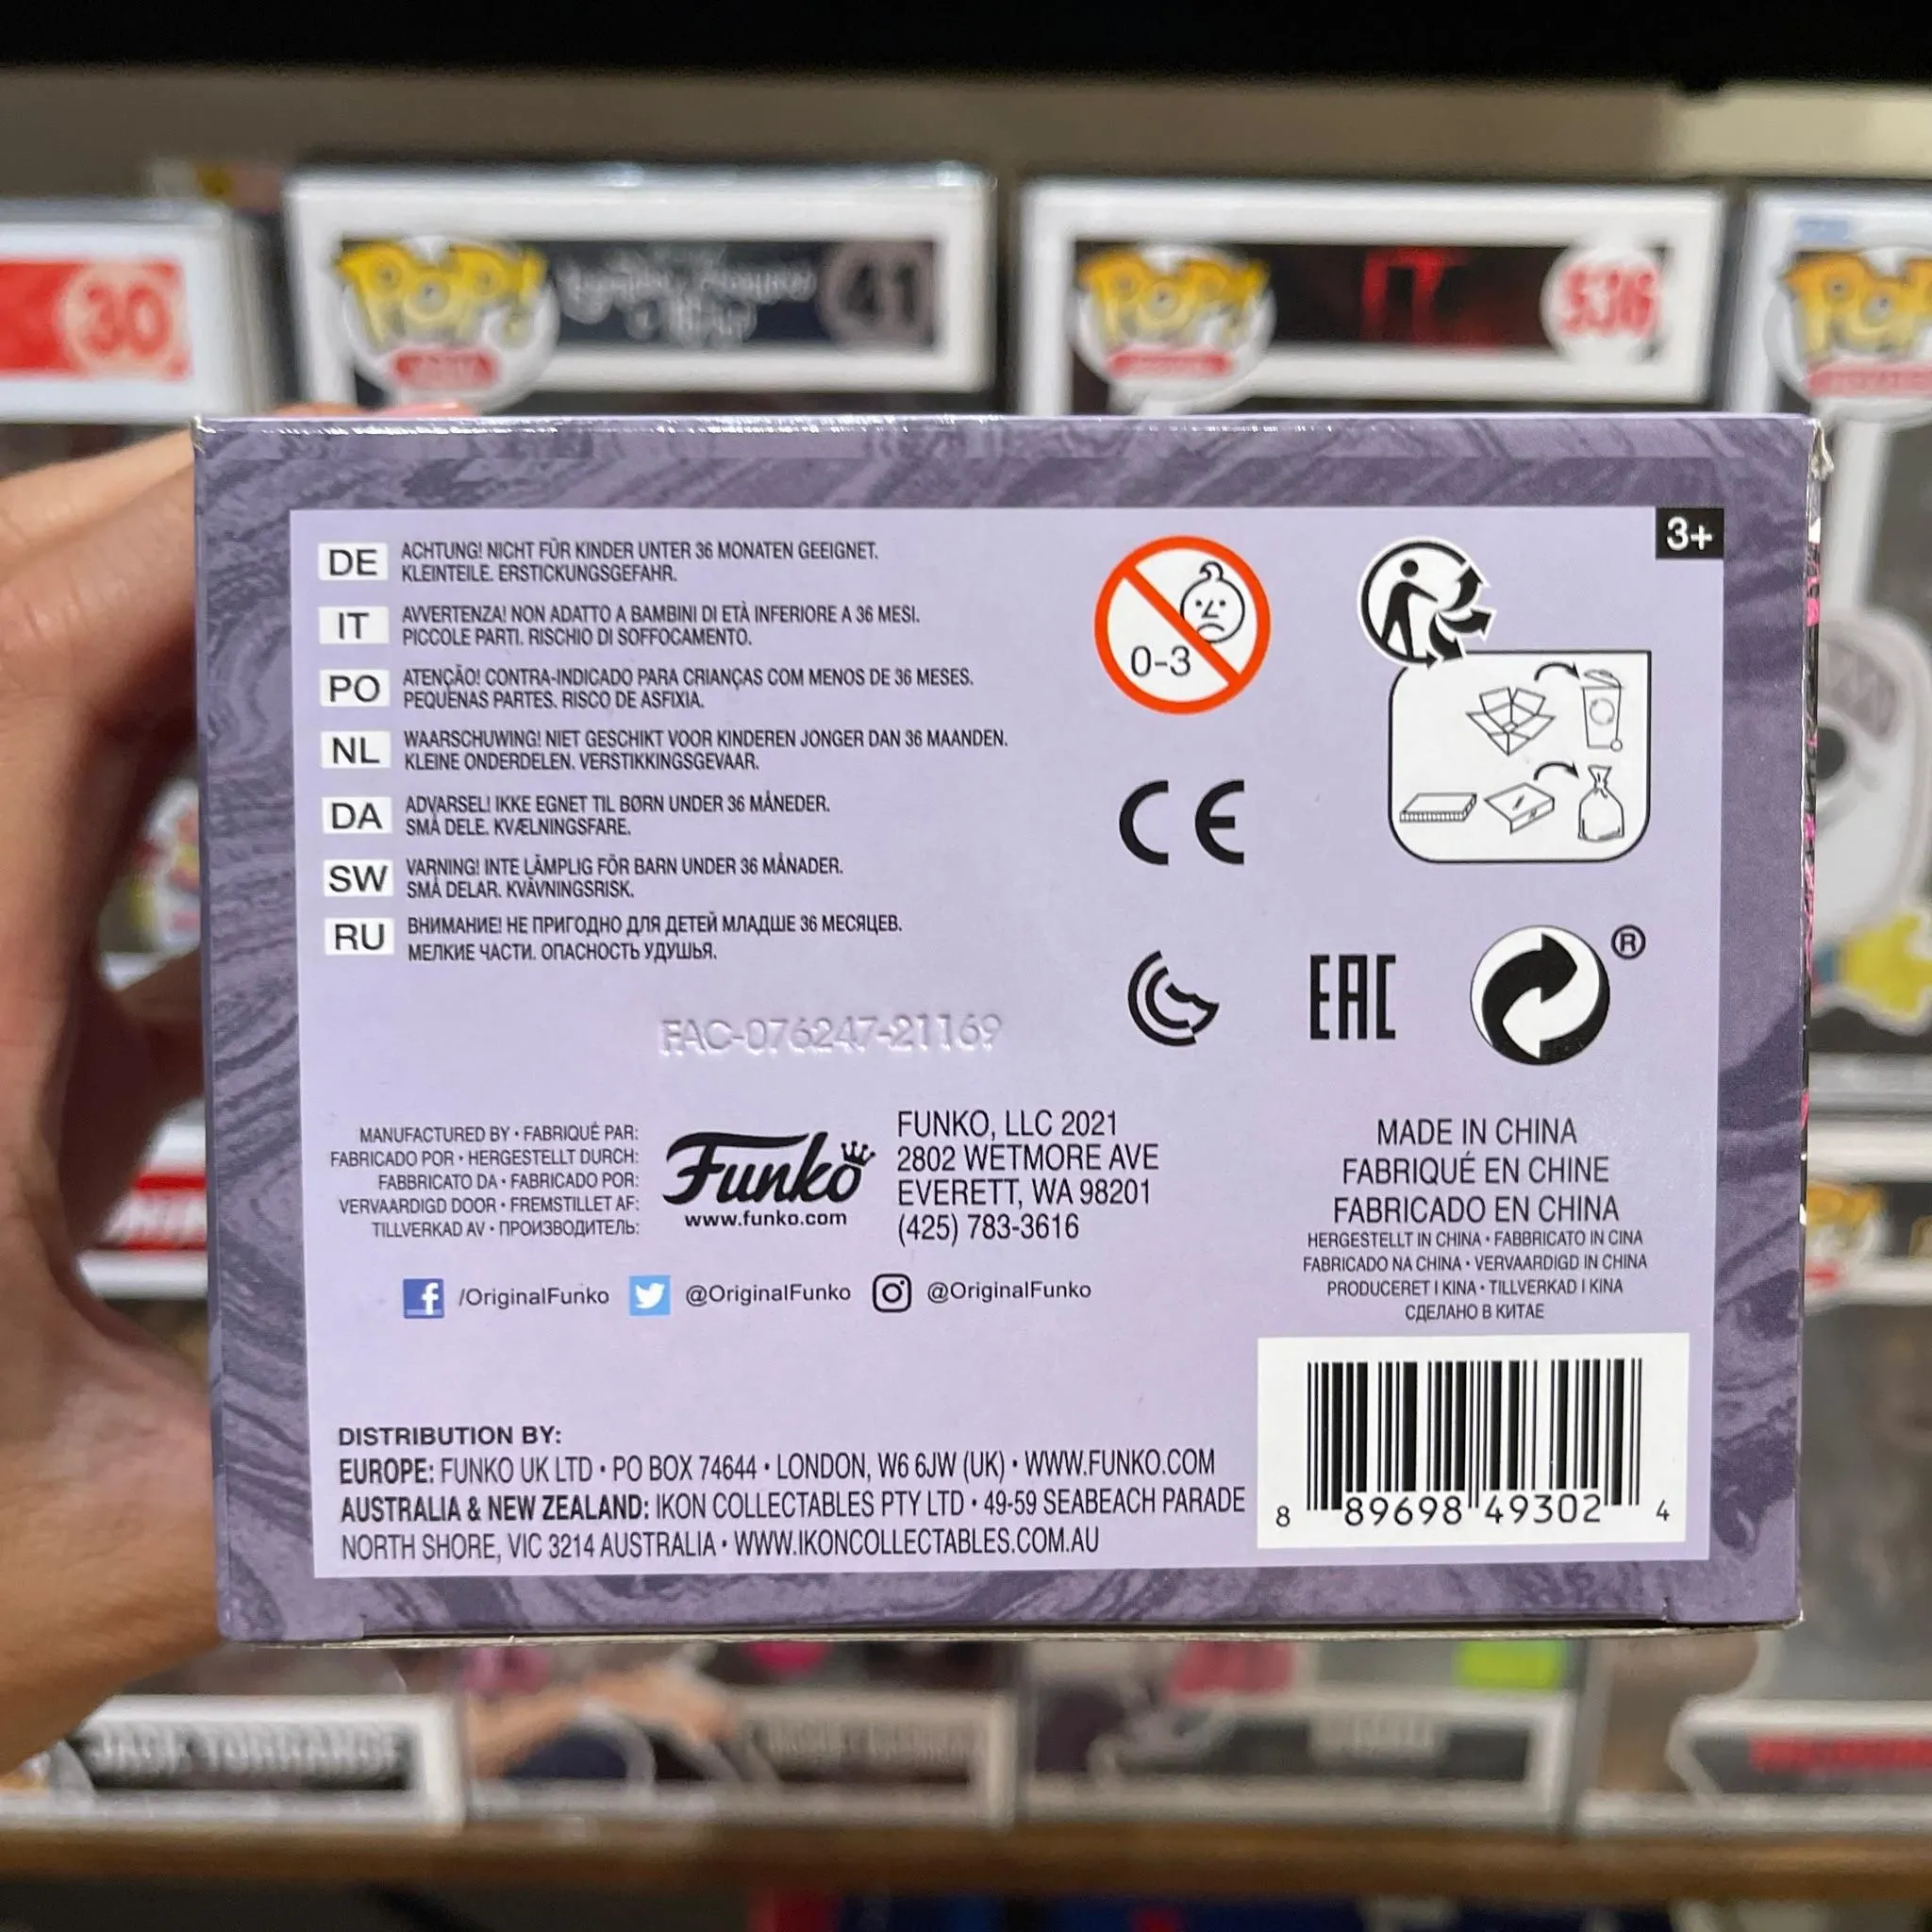 30
POP!
41
POP!
IT
536
POP
3+
DE
ACHTUNG! NICHT FÜR KINDER UNTER 36 MONATEN GEEIGNET.
KLEINTEILE. ERSTICKUNGSGEFAHR.
IT
AVVERTENZA! NON ADATTO A BAMBINI DI ETÀ INFERIORE A 36 MESI.
PICCOLE PARTI. RISCHIO DI SOFFOCAMENTO.
PO
ATENÇÃO! CONTRA-INDICADO PARA CRIANÇAS COM MENOS DE 36 MESES.
PEQUENAS PARTES. RISCO DE ASFIXIA.
NL
WAARSCHUWING! NIET GESCHIKT VOOR KINDEREN JONGER DAN 36 MAANDEN.
KLEINE ONDERDELEN. VERSTIKKINGSGEVAAR.
DA
ADVARSEL! IKKE EGNET TIL BØRN UNDER 36 MÅNEDER.
SMÅ DELE. KVÆLNINGSFARE.
SW
VARNING! INTE LÄMPLIG FÖR BARN UNDER 36 MÅNADER.
SMÅ DELAR. KVÄVNINGSRISK.
RU
ВНИМАНИЕ! НЕ ПРИГОДНО ДЛЯ ДЕТЕЙ МЛАДШЕ 36 МЕСЯЦЕВ.
МЕЛКИЕ ЧАСТИ. ОПАСНОСТЬ УДУШЬЯ.
0-3
CE
EAC
®
FAC-076247-21169
MANUFACTURED BY • FABRIQUÉ PAR:
FABRICADO POR • HERGESTELLT DURCH:
FABBRICATO DA • FABRICADO POR:
VERVAARDIGD DOOR • FREMSTILLET AF:
TILLVERKAD AV • ПРОИЗВОДИТЕЛЬ:
Funko
www.funko.com
FUNKO, LLC 2021
2802 WETMORE AVE
EVERETT, WA 98201
(425) 783-3616
MADE IN CHINA
FABRIQUÉ EN CHINE
FABRICADO EN CHINA
HERGESTELLT IN CHINA • FABBRICATO IN CINA
FABRICADO NA CHINA • VERVAARDIGD IN CHINA
PRODUCERET I KINA • TILLVERKAD I KINA
СДЕЛАНО В КИТАЕ
/OriginalFunko @OriginalFunko @OriginalFunko
DISTRIBUTION BY:
EUROPE: FUNKO UK LTD • PO BOX 74644 • LONDON, W6 6JW (UK) • WWW.FUNKO.COM
AUSTRALIA & NEW ZEALAND: IKON COLLECTABLES PTY LTD • 49-59 SEABEACH PARADE
NORTH SHORE, VIC 3214 AUSTRALIA • WWW.IKONCOLLECTABLES.COM.AU
8 89698 49302 4
JACK TORRANCE